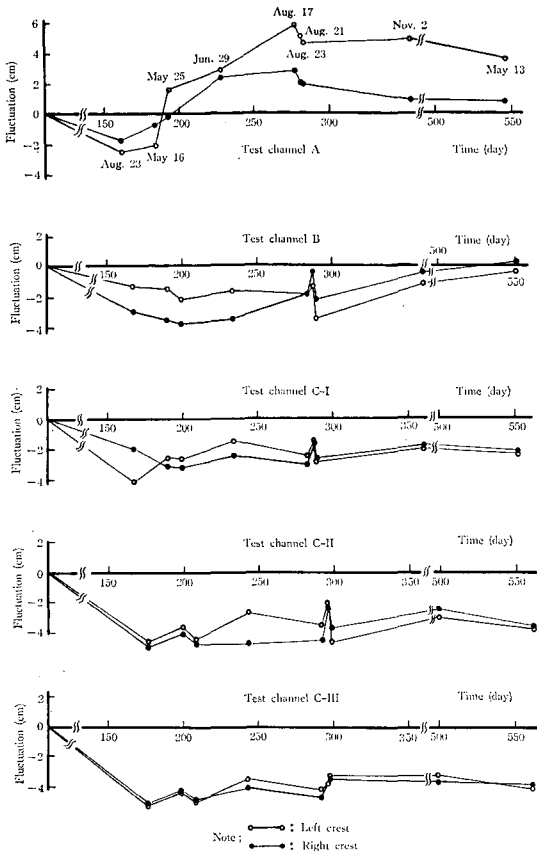 Fluctuation (cm)
6
4
2
0
−2
−4
Aug. 17
Aug. 21
Aug. 23
Nov. 2
May 13
Jun. 29
May 25
Aug. 23
May 16
150
200
250
300
500
550
Test channel A
Time (day)
Fluctuation (cm)
2
0
−2
−4
Test channel B
Time (day)
150
200
300
500
550
Fluctuation (cm)
2
0
−2
−4
Test channel C-I
Time (day)
150
200
250
300
350
500
550
Fluctuation (cm)
2
0
−2
−4
Test channel C-II
Time (day)
150
200
250
300
350
500
550
Fluctuation (cm)
2
0
−4
Test channel C-III
Time (day)
150
200
250
300
350
500
550
Note ; : Left crest
: Right crest